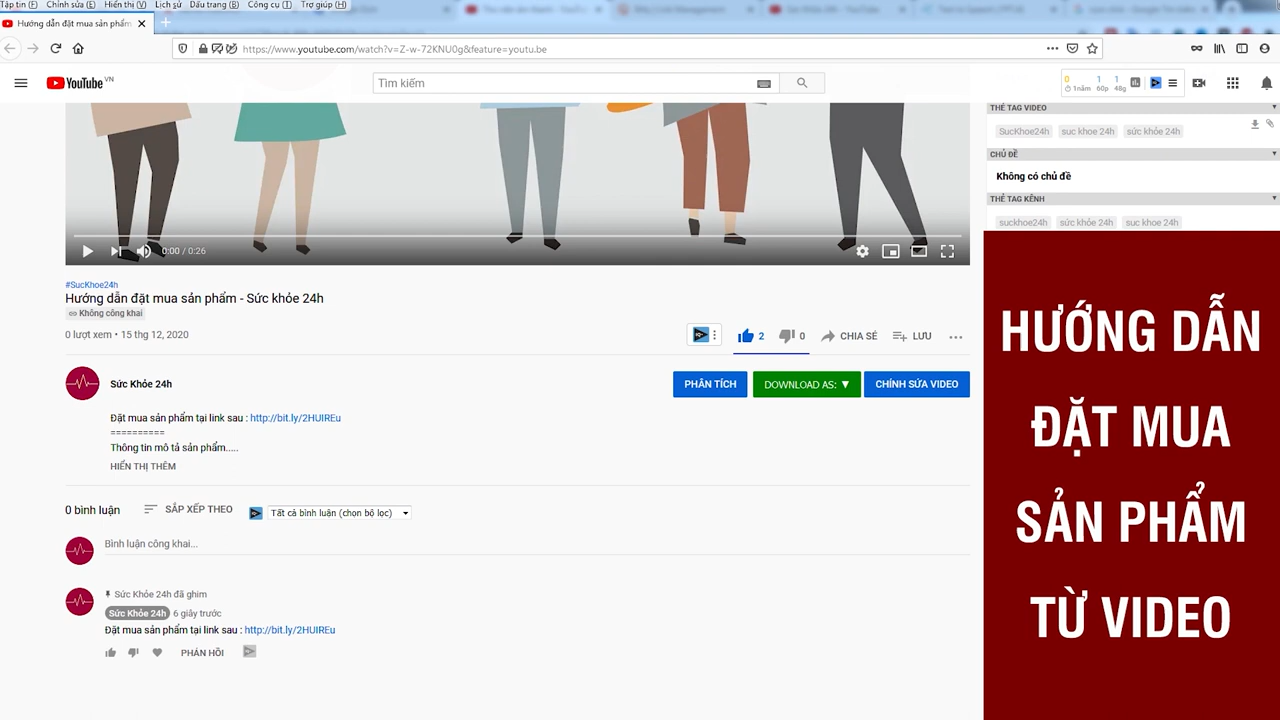 Tập tin (F) Chỉnh sửa (E) Hiển thị (V) Lịch sử Dấu trang (B) Công cụ (T) Trợ giúp (H)
Hướng dẫn đặt mua sản phẩm
https://www.youtube.com/watch?v=Z-w-72KNU0g&feature=youtu.be
YouTube VN
Tìm kiếm
0 1 1
1năm 60p 48g
THẺ TAG VIDEO
SucKhoe24h suc khoe 24h sức khỏe 24h
CHỦ ĐỀ
Không có chủ đề
THẺ TAG KÊNH
suckhoe24h sức khỏe 24h suc khoe 24h
0:00 / 0:26
#SucKhoe24h
Hướng dẫn đặt mua sản phẩm - Sức khỏe 24h
Không công khai
0 lượt xem • 15 thg 12, 2020
2 0 CHIA SẺ LƯU
Sức Khỏe 24h
PHÂN TÍCH DOWNLOAD AS: ▼ CHỈNH SỬA VIDEO
Đặt mua sản phẩm tại link sau : http://bit.ly/2HUIREu
==========
Thông tin mô tả sản phẩm.....
HIỂN THỊ THÊM
0 bình luận SẮP XẾP THEO Tất cả bình luận (chọn bộ lọc)
Bình luận công khai...
Sức Khỏe 24h đã ghim
Sức Khỏe 24h 6 giây trước
Đặt mua sản phẩm tại link sau : http://bit.ly/2HUIREu
PHẢN HỒI
HƯỚNG DẪN
ĐẶT MUA
SẢN PHẨM
TỪ VIDEO